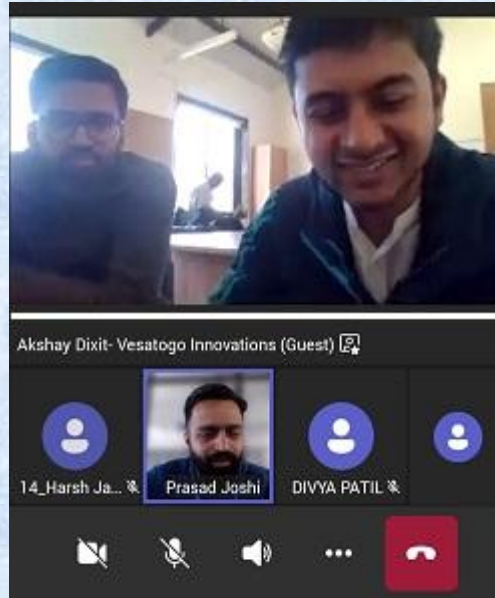 Akshay Dixit- Vesatogo Innovations (Guest)
14_Harsh Ja...
Prasad Joshi
DIVYA PATIL